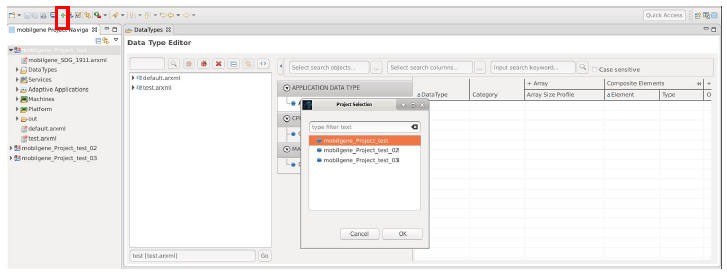 Quick Access
mobilgene Project Naviga
DataTypes
Data Type Editor
mobilgene_Project_test
mobilgene_SDG_1911.arxml
DataTypes
Services
Adaptive Applications
Machines
Platform
out
default.arxml
test.arxml
mobilgene_Project_test_02
mobilgene_Project_test_03
default.arxml
test.arxml
test [test.arxml]
Go
Select search objects...
...
Select search columns...
...
Input search keyword...
Case sensitive
APPLICATION DATA TYPE
A
CPI
C
MA
D
+ Array
Composite Elements
+
a DataType
Category
Array Size Profile
a Element
Type
O
Project Selection
type filter text
mobilgene_Project_test
mobilgene_Project_test_02
mobilgene_Project_test_03
Cancel
OK